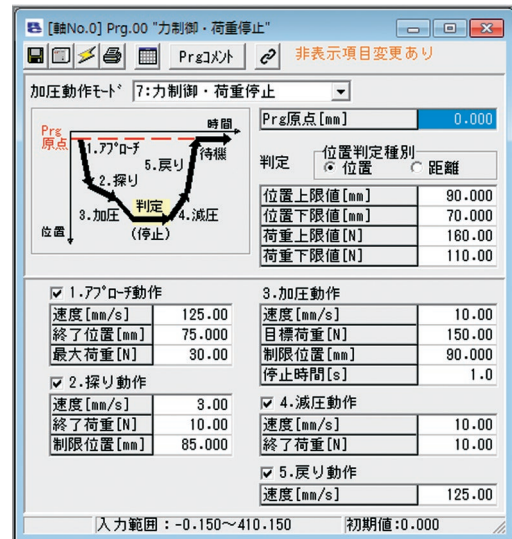 [軸No.0] Prg.00 "力制御・荷重停止"
Prgコメント 非表示項目変更あり
加圧動作モード 7:力制御・荷重停止
Prg原点
時間
1.アプローチ
2.探り
3.加圧
判定
(停止)
4.減圧
5.戻り
待機
位置
Prg原点[mm] 0.000
判定 位置判定種別
位置 距離
位置上限値[mm] 90.000
位置下限値[mm] 70.000
荷重上限値[N] 160.00
荷重下限値[N] 110.00
1.アプローチ動作
速度[mm/s] 125.00
終了位置[mm] 75.000
最大荷重[N] 30.00
2.探り動作
速度[mm/s] 3.00
終了荷重[N] 10.00
制限位置[mm] 85.000
3.加圧動作
速度[mm/s] 10.00
目標荷重[N] 150.00
制限位置[mm] 90.000
停止時間[s] 1.0
4.減圧動作
速度[mm/s] 10.00
終了荷重[N] 10.00
5.戻り動作
速度[mm/s] 125.00
入力範囲:-0.150～410.150 初期値:0.000